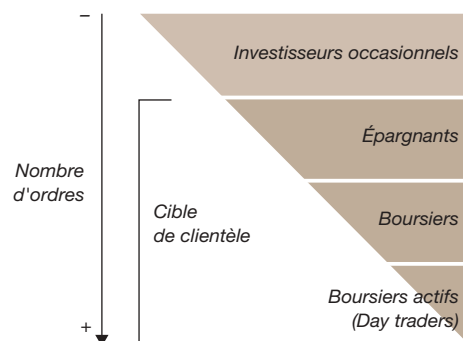 –
Investisseurs occasionnels
Épargnants
Nombre
d'ordres
Cible
de clientèle
Boursiers
Boursiers actifs
(Day traders)
+